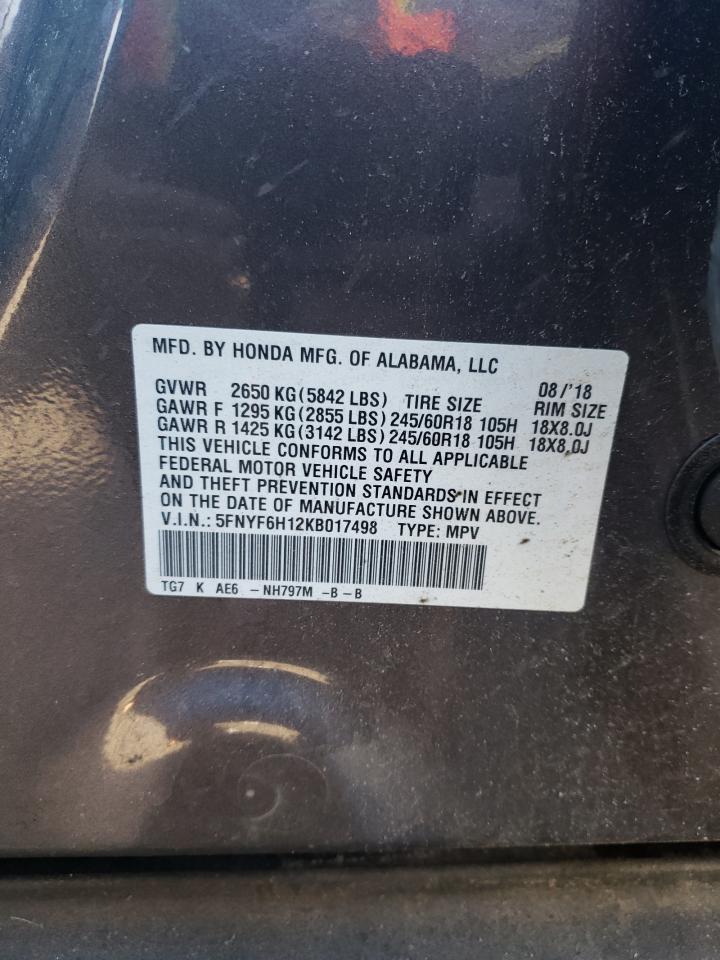 MFD. BY HONDA MFG. OF ALABAMA, LLC
08/'18
GVWR 2650 KG(5842 LBS) TIRE SIZE RIM SIZE
GAWR F 1295 KG(2855 LBS)245/60R18 105H 18X8.0J
GAWR R 1425 KG(3142 LBS)245/60R18 105H 18X8.0J
THIS VEHICLE CONFORMS TO ALL APPLICABLE
FEDERAL MOTOR VEHICLE SAFETY
AND THEFT PREVENTION STANDARDS IN EFFECT
ON THE DATE OF MANUFACTURE SHOWN ABOVE.
V.I.N.: 5FNYF6H12KB017498 TYPE: MPV
TG7 K AE6 -NH797M -B-B